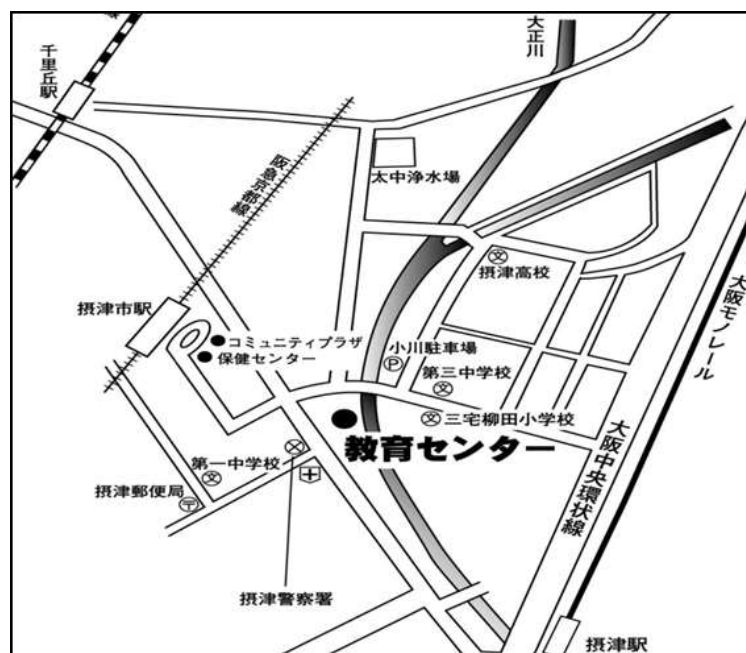 大正川
千里丘駅
阪急京都線
太中浄水場
文
摂津高校
大阪モノレール
摂津市駅
コミュニティプラザ
保健センター
小川駐車場
P
第三中学校
文
文
三宅柳田小学校
教育センター
大阪中央環状線
第一中学校
文
摂津郵便局
〒
摂津警察署
摂津駅